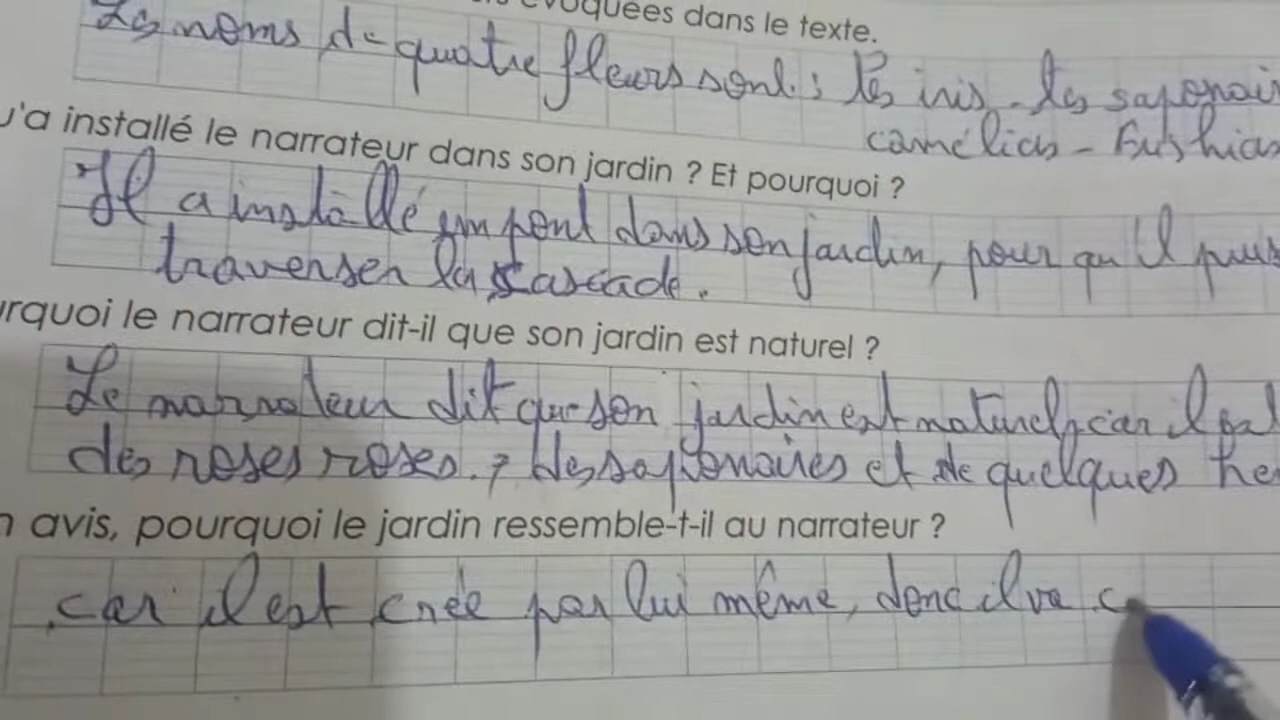 évoquées dans le texte.
Les noms de quatre fleurs sont : les iris - les saponair
camélias - Fushias
u'a installé le narrateur dans son jardin ? Et pourquoi ?
Il a installé un pont dans son jardin, pour qu'il puis
traverser la cascade.
urquoi le narrateur dit-il que son jardin est naturel ?
Le narrateur dit que son jardin est naturel, car il
des roses roses, des saponaires et de quelques he
n avis, pourquoi le jardin ressemble-t-il au narrateur ?
car il est créé par lui même, donc il va c